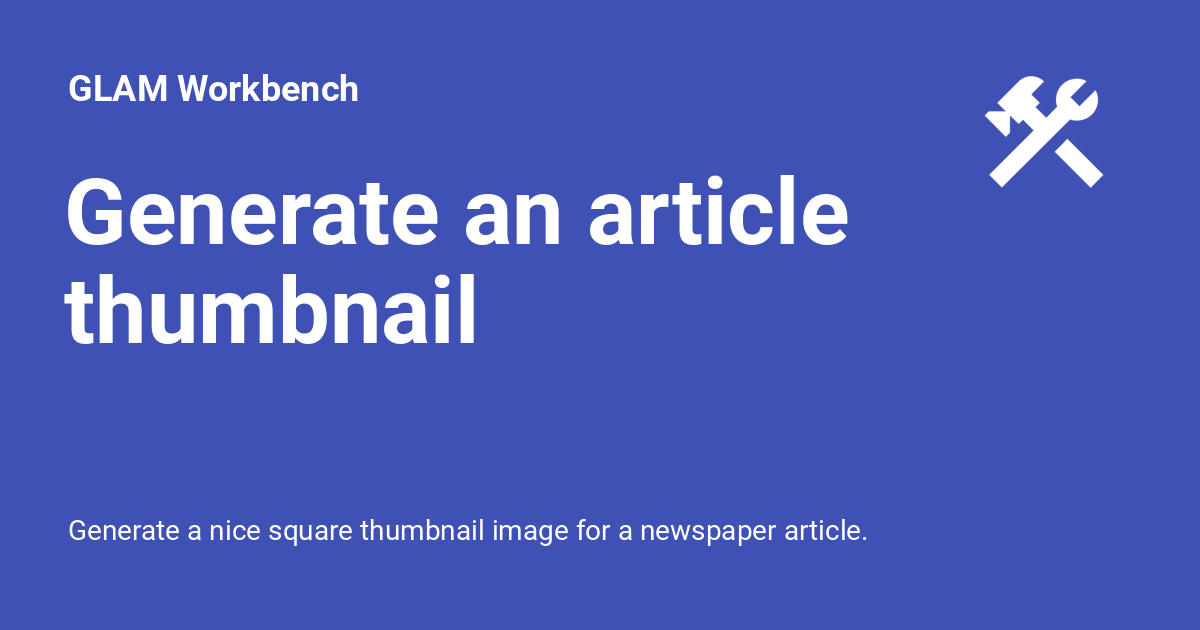 GLAM Workbench
Generate an article
thumbnail
Generate a nice square thumbnail image for a newspaper article.